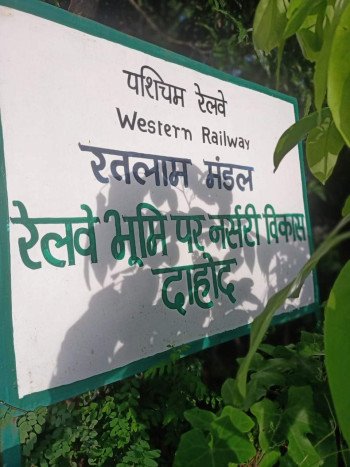 पश्चिम रेलवे
Western Railway
रतलाम मंडल
रेलवे भूमि पर नर्सरी विकास
दाहोद